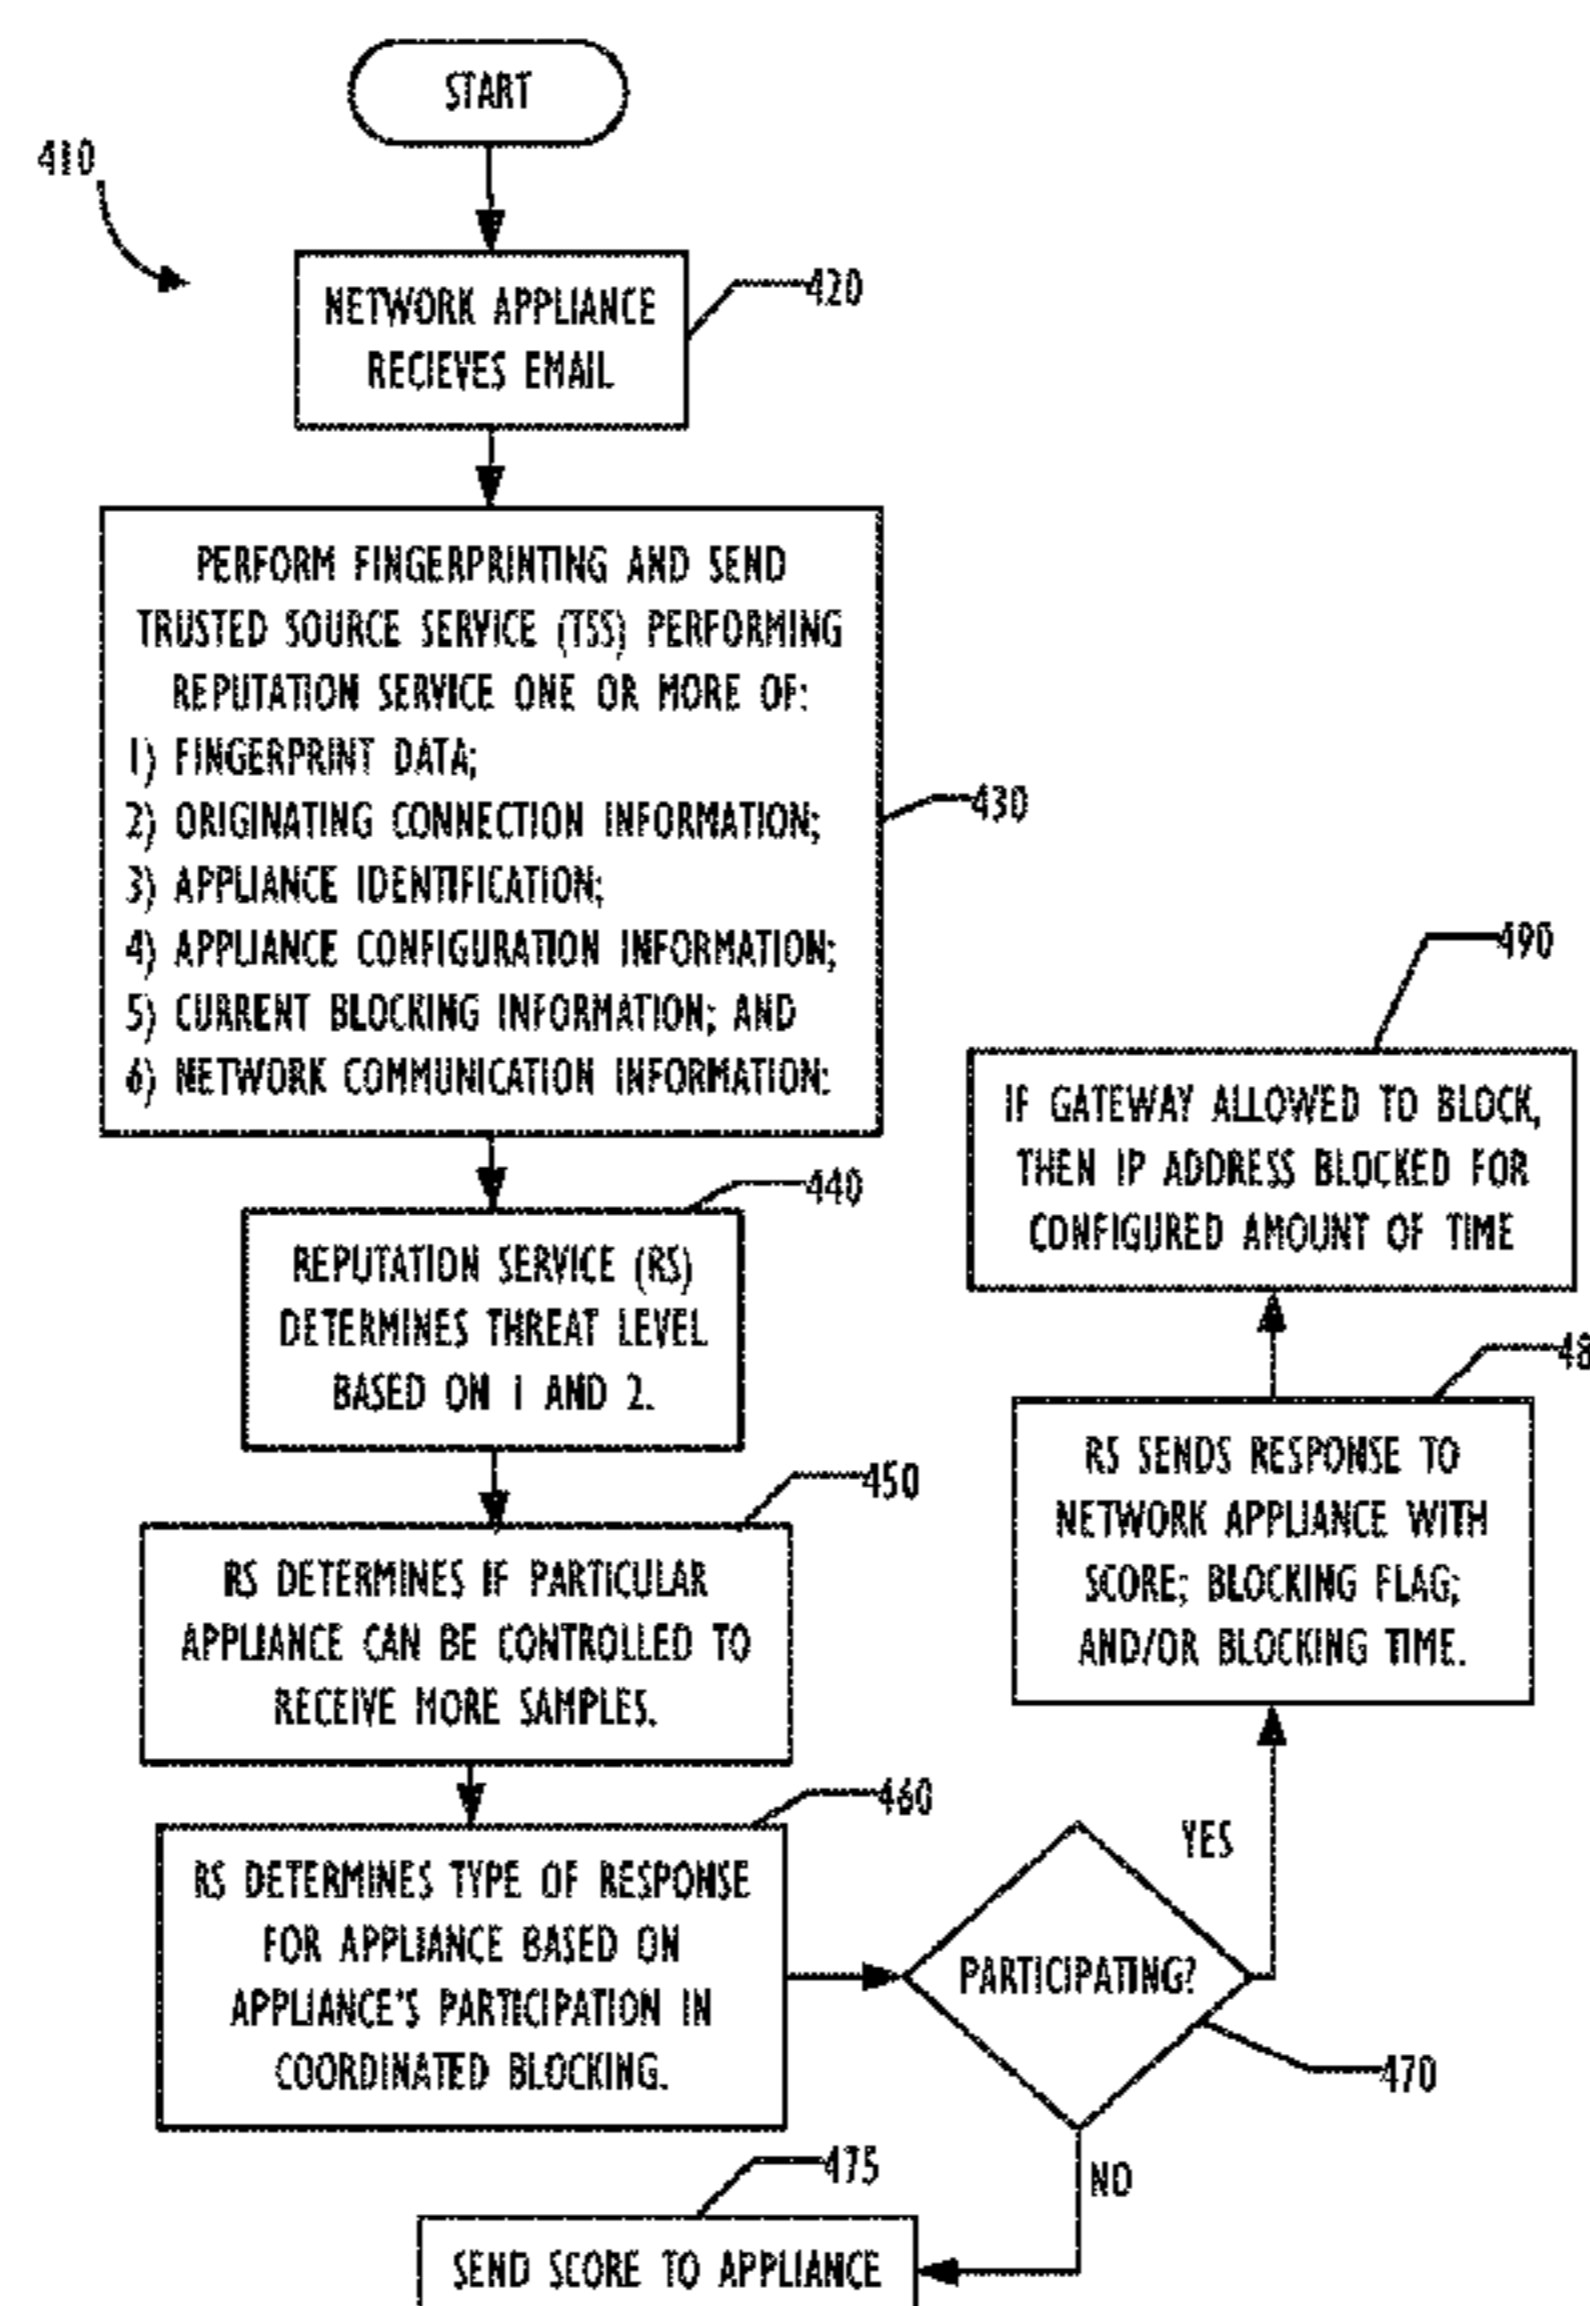 START
410
NETWORK APPLIANCE
RECIEVES EMAIL
420
PERFORM FINGERPRINTING AND SEND
TRUSTED SOURCE SERVICE (TSS) PERFORMING
REPUTATION SERVICE ONE OR MORE OF:
1) FINGERPRINT DATA;
2) ORIGINATING CONNECTION INFORMATION;
3) APPLIANCE IDENTIFICATION;
4) APPLIANCE CONFIGURATION INFORMATION;
5) CURRENT BLOCKING INFORMATION; AND
6) NETWORK COMMUNICATION INFORMATION:
430
440
REPUTATION SERVICE (RS)
DETERMINES THREAT LEVEL
BASED ON 1 AND 2.
450
RS DETERMINES IF PARTICULAR
APPLIANCE CAN BE CONTROLLED TO
RECEIVE MORE SAMPLES.
460
RS DETERMINES TYPE OF RESPONSE
FOR APPLIANCE BASED ON
APPLIANCE'S PARTICIPATION IN
COORDINATED BLOCKING.
PARTICIPATING?
470
YES
NO
475
SEND SCORE TO APPLIANCE
48
RS SENDS RESPONSE TO
NETWORK APPLIANCE WITH
SCORE; BLOCKING FLAG;
AND/OR BLOCKING TIME.
490
IF GATEWAY ALLOWED TO BLOCK,
THEN IP ADDRESS BLOCKED FOR
CONFIGURED AMOUNT OF TIME